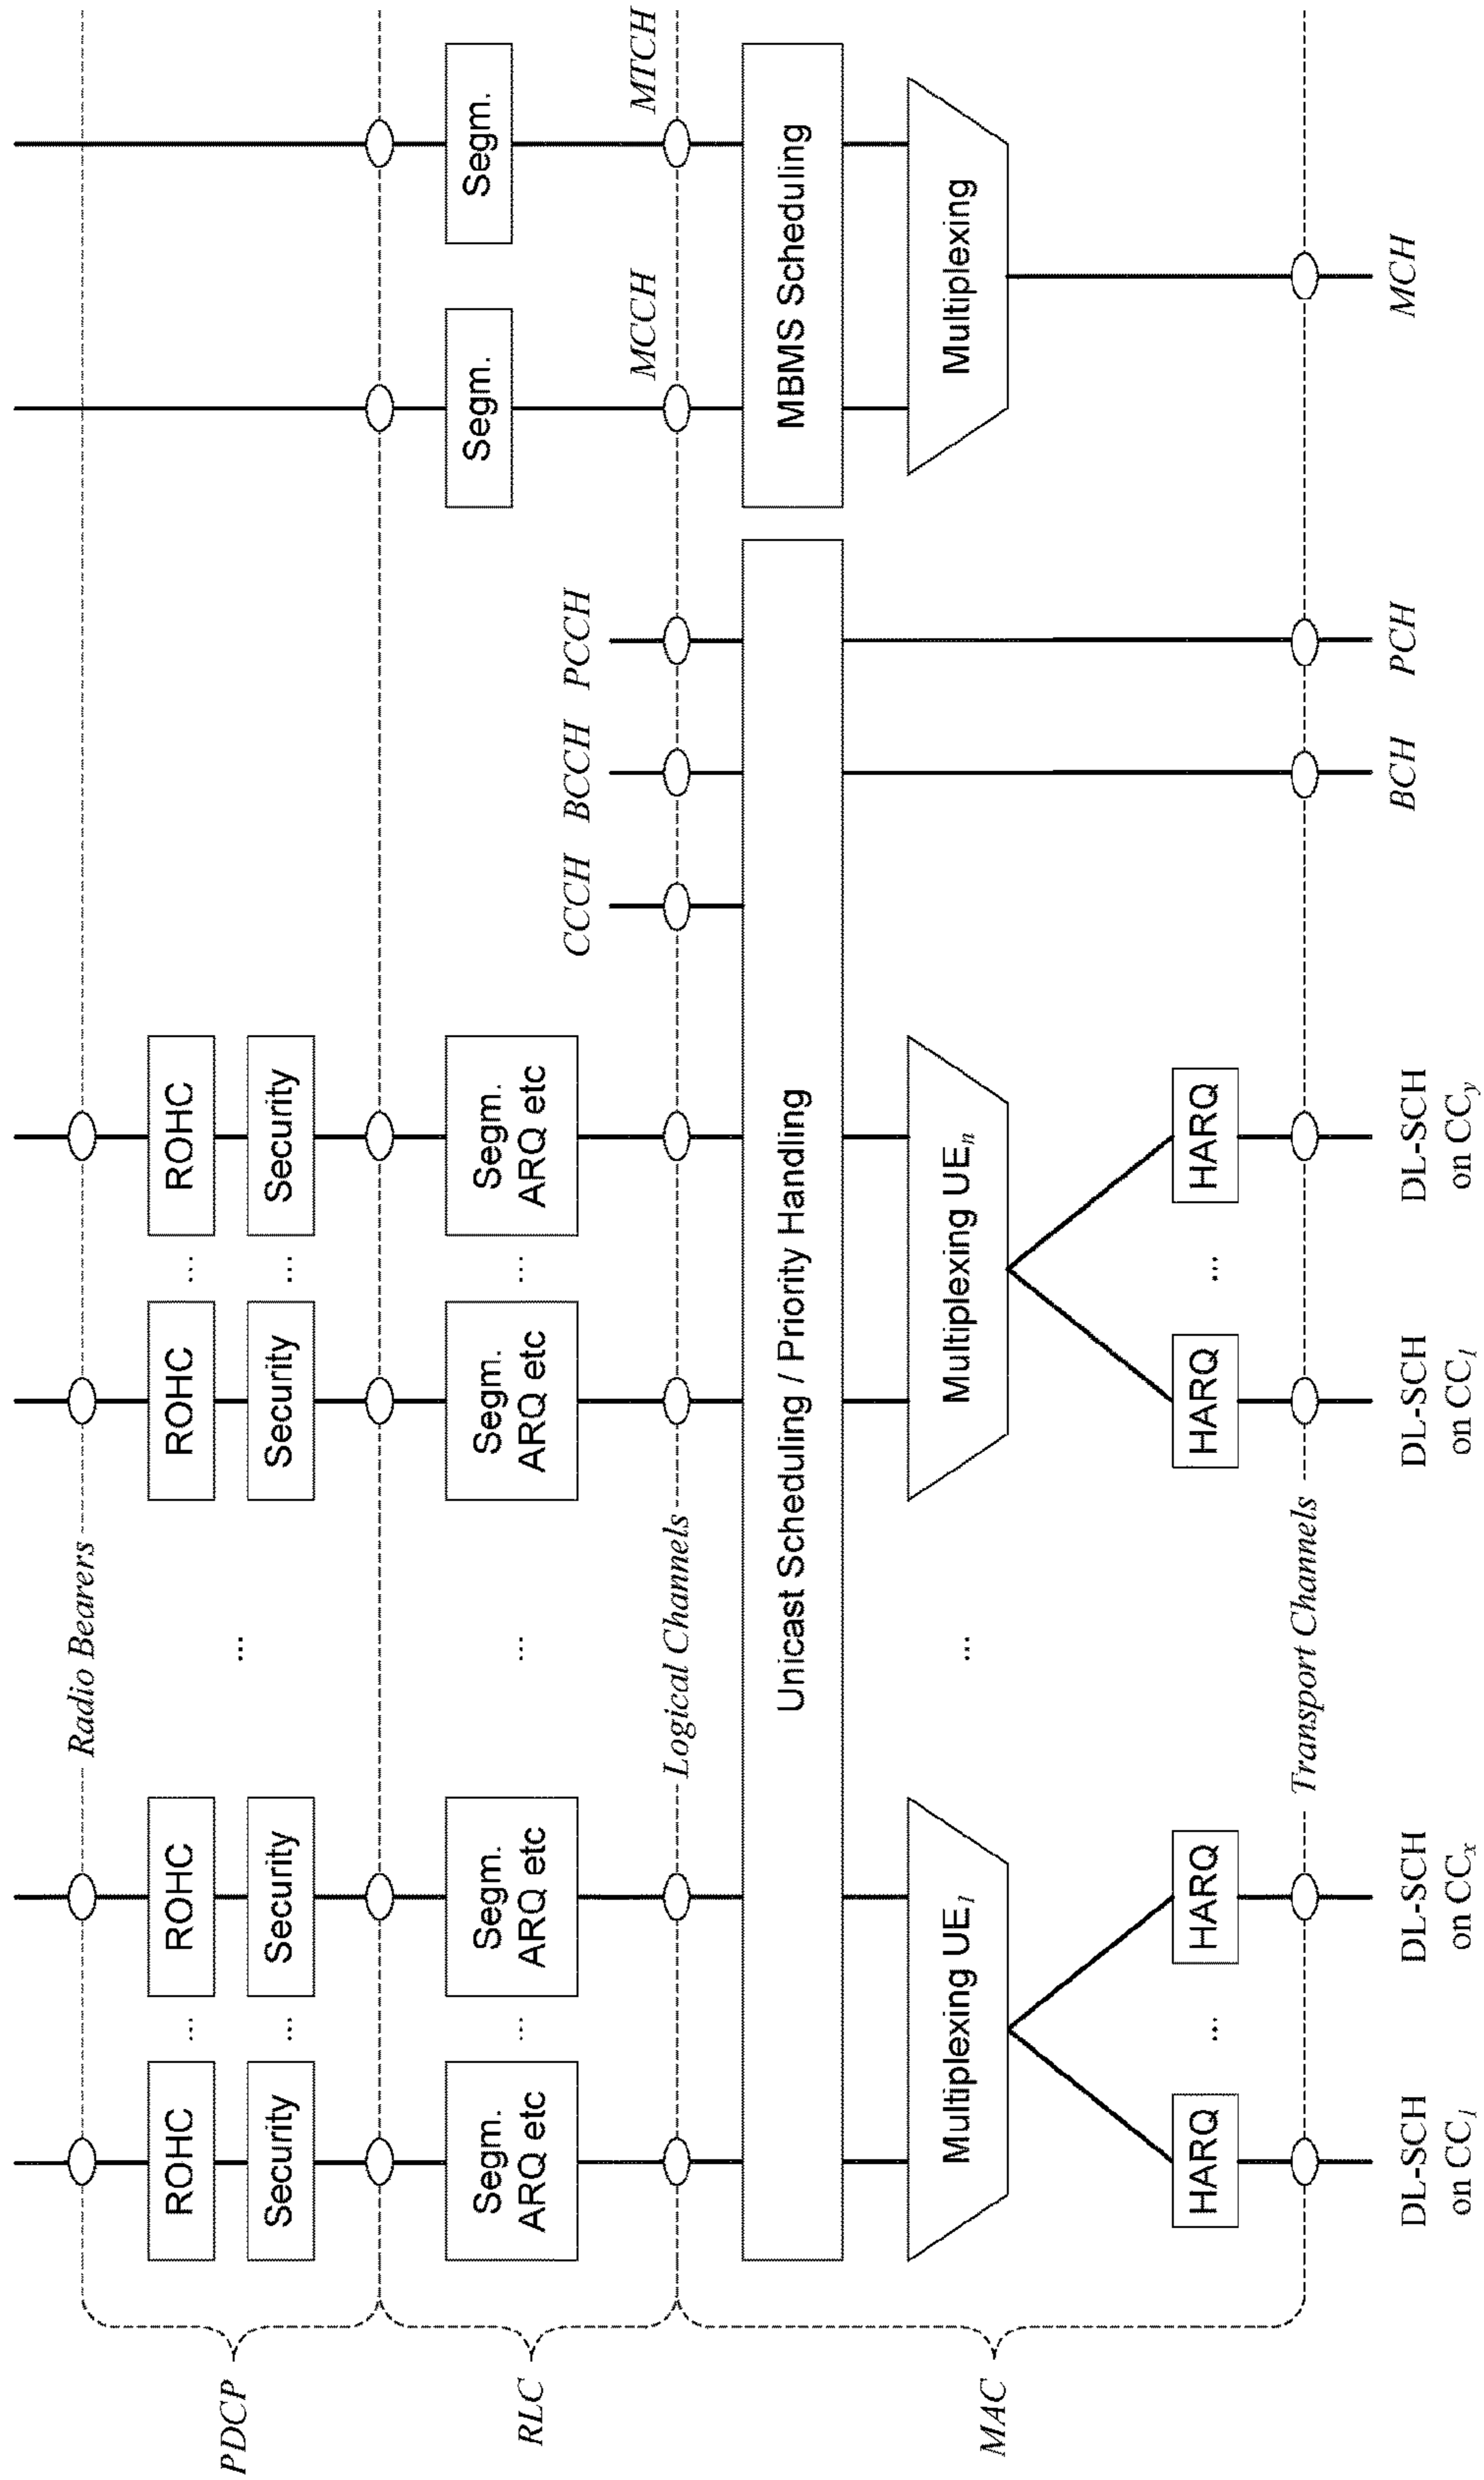 Radio Bearers
ROHC
...
ROHC
ROHC
...
ROHC
PDCP
...
Security
...
Security
Security
...
Security
RLC
Segm.
ARQ etc
...
Segm.
ARQ etc
...
Segm.
ARQ etc
...
Segm.
ARQ etc
Segm.
Segm.
CCCH
BCCH
PCCH
MCCH
MTCH
Logical Channels
Unicast Scheduling / Priority Handling
MBMS Scheduling
MAC
Multiplexing UE1
...
Multiplexing UEn
Multiplexing
HARQ
...
HARQ
HARQ
...
HARQ
Transport Channels
DL-SCH
on CC1
DL-SCH
on CCx
DL-SCH
on CC1
DL-SCH
on CCy
BCH
PCH
MCH